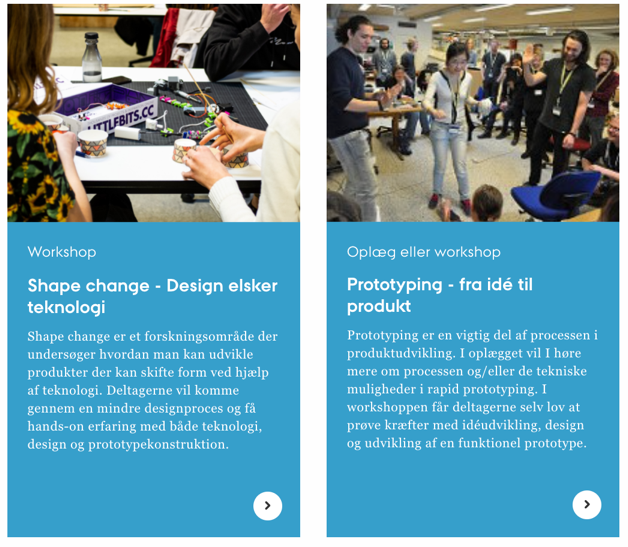 LITTLEBITS.CC
Workshop
Shape change - Design elsker
teknologi
Shape change er et forskningsområde der
undersøger hvordan man kan udvikle
produkter der kan skifte form ved hjælp
af teknologi. Deltagerne vil komme
gennem en mindre designproces og få
hands-on erfaring med både teknologi,
design og prototypekonstruktion.
Oplæg eller workshop
Prototyping - fra idé til
produkt
Prototyping er en vigtig del af processen i
produktudvikling. I oplægget vil I høre
mere om processen og/eller de tekniske
muligheder i rapid prototyping. I
workshoppen får deltagerne selv lov at
prøve kræfter med idéudvikling, design
og udvikling af en funktionel prototype.